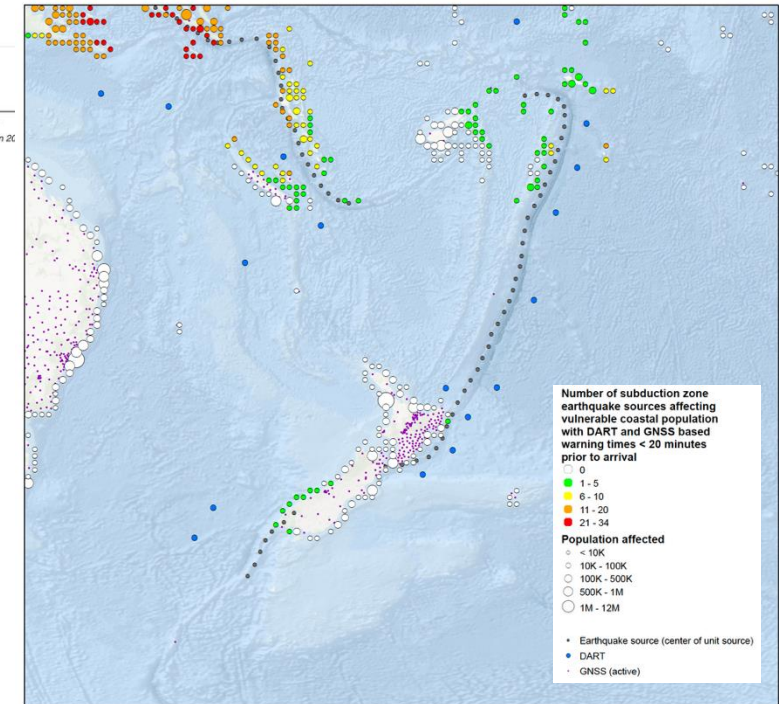 n 20
Number of subduction zone
earthquake sources affecting
vulnerable coastal population
with DART and GNSS based
warning times < 20 minutes
prior to arrival
0
1 - 5
6 - 10
11 - 20
21 - 34
Population affected
< 10K
10K - 100K
100K - 500K
500K - 1M
1M - 12M
Earthquake source (center of unit source)
DART
GNSS (active)